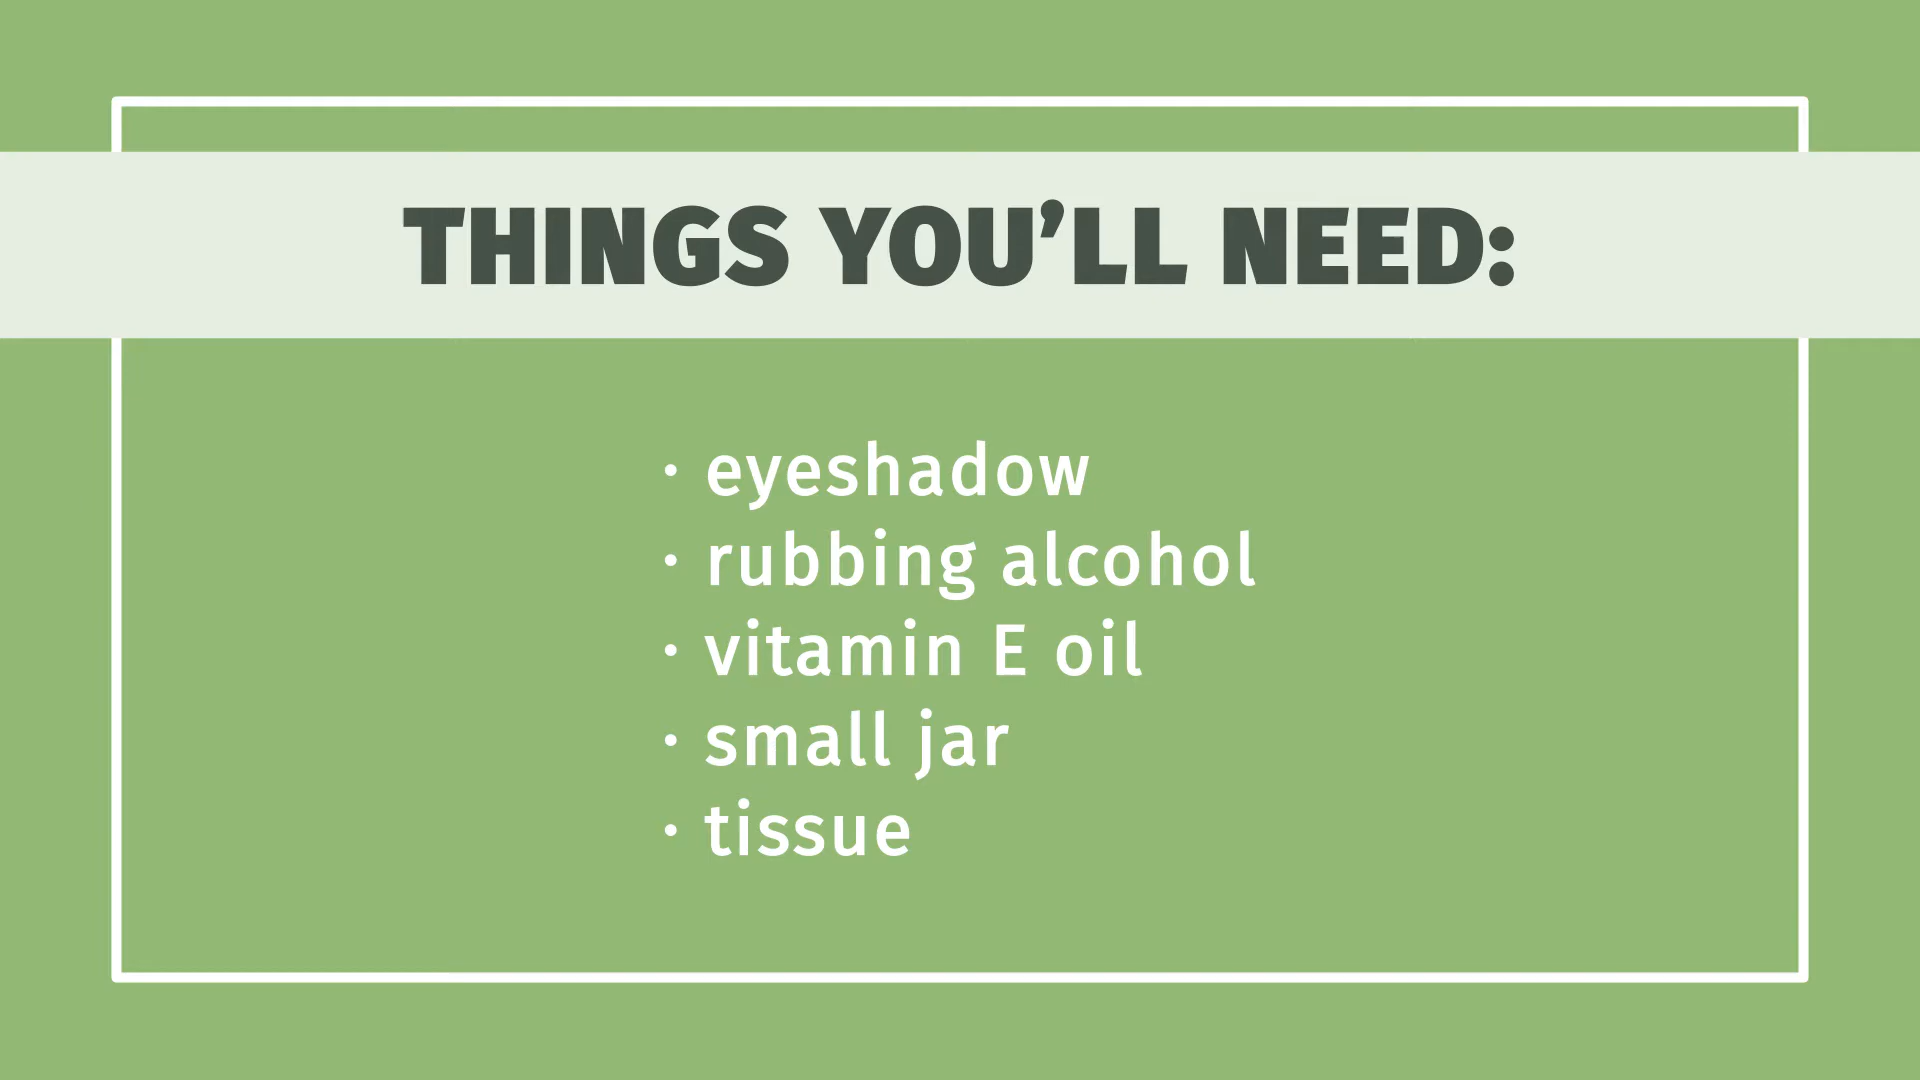 THINGS YOU’LL NEED:
· eyeshadow
· rubbing alcohol
· vitamin E oil
· small jar
· tissue